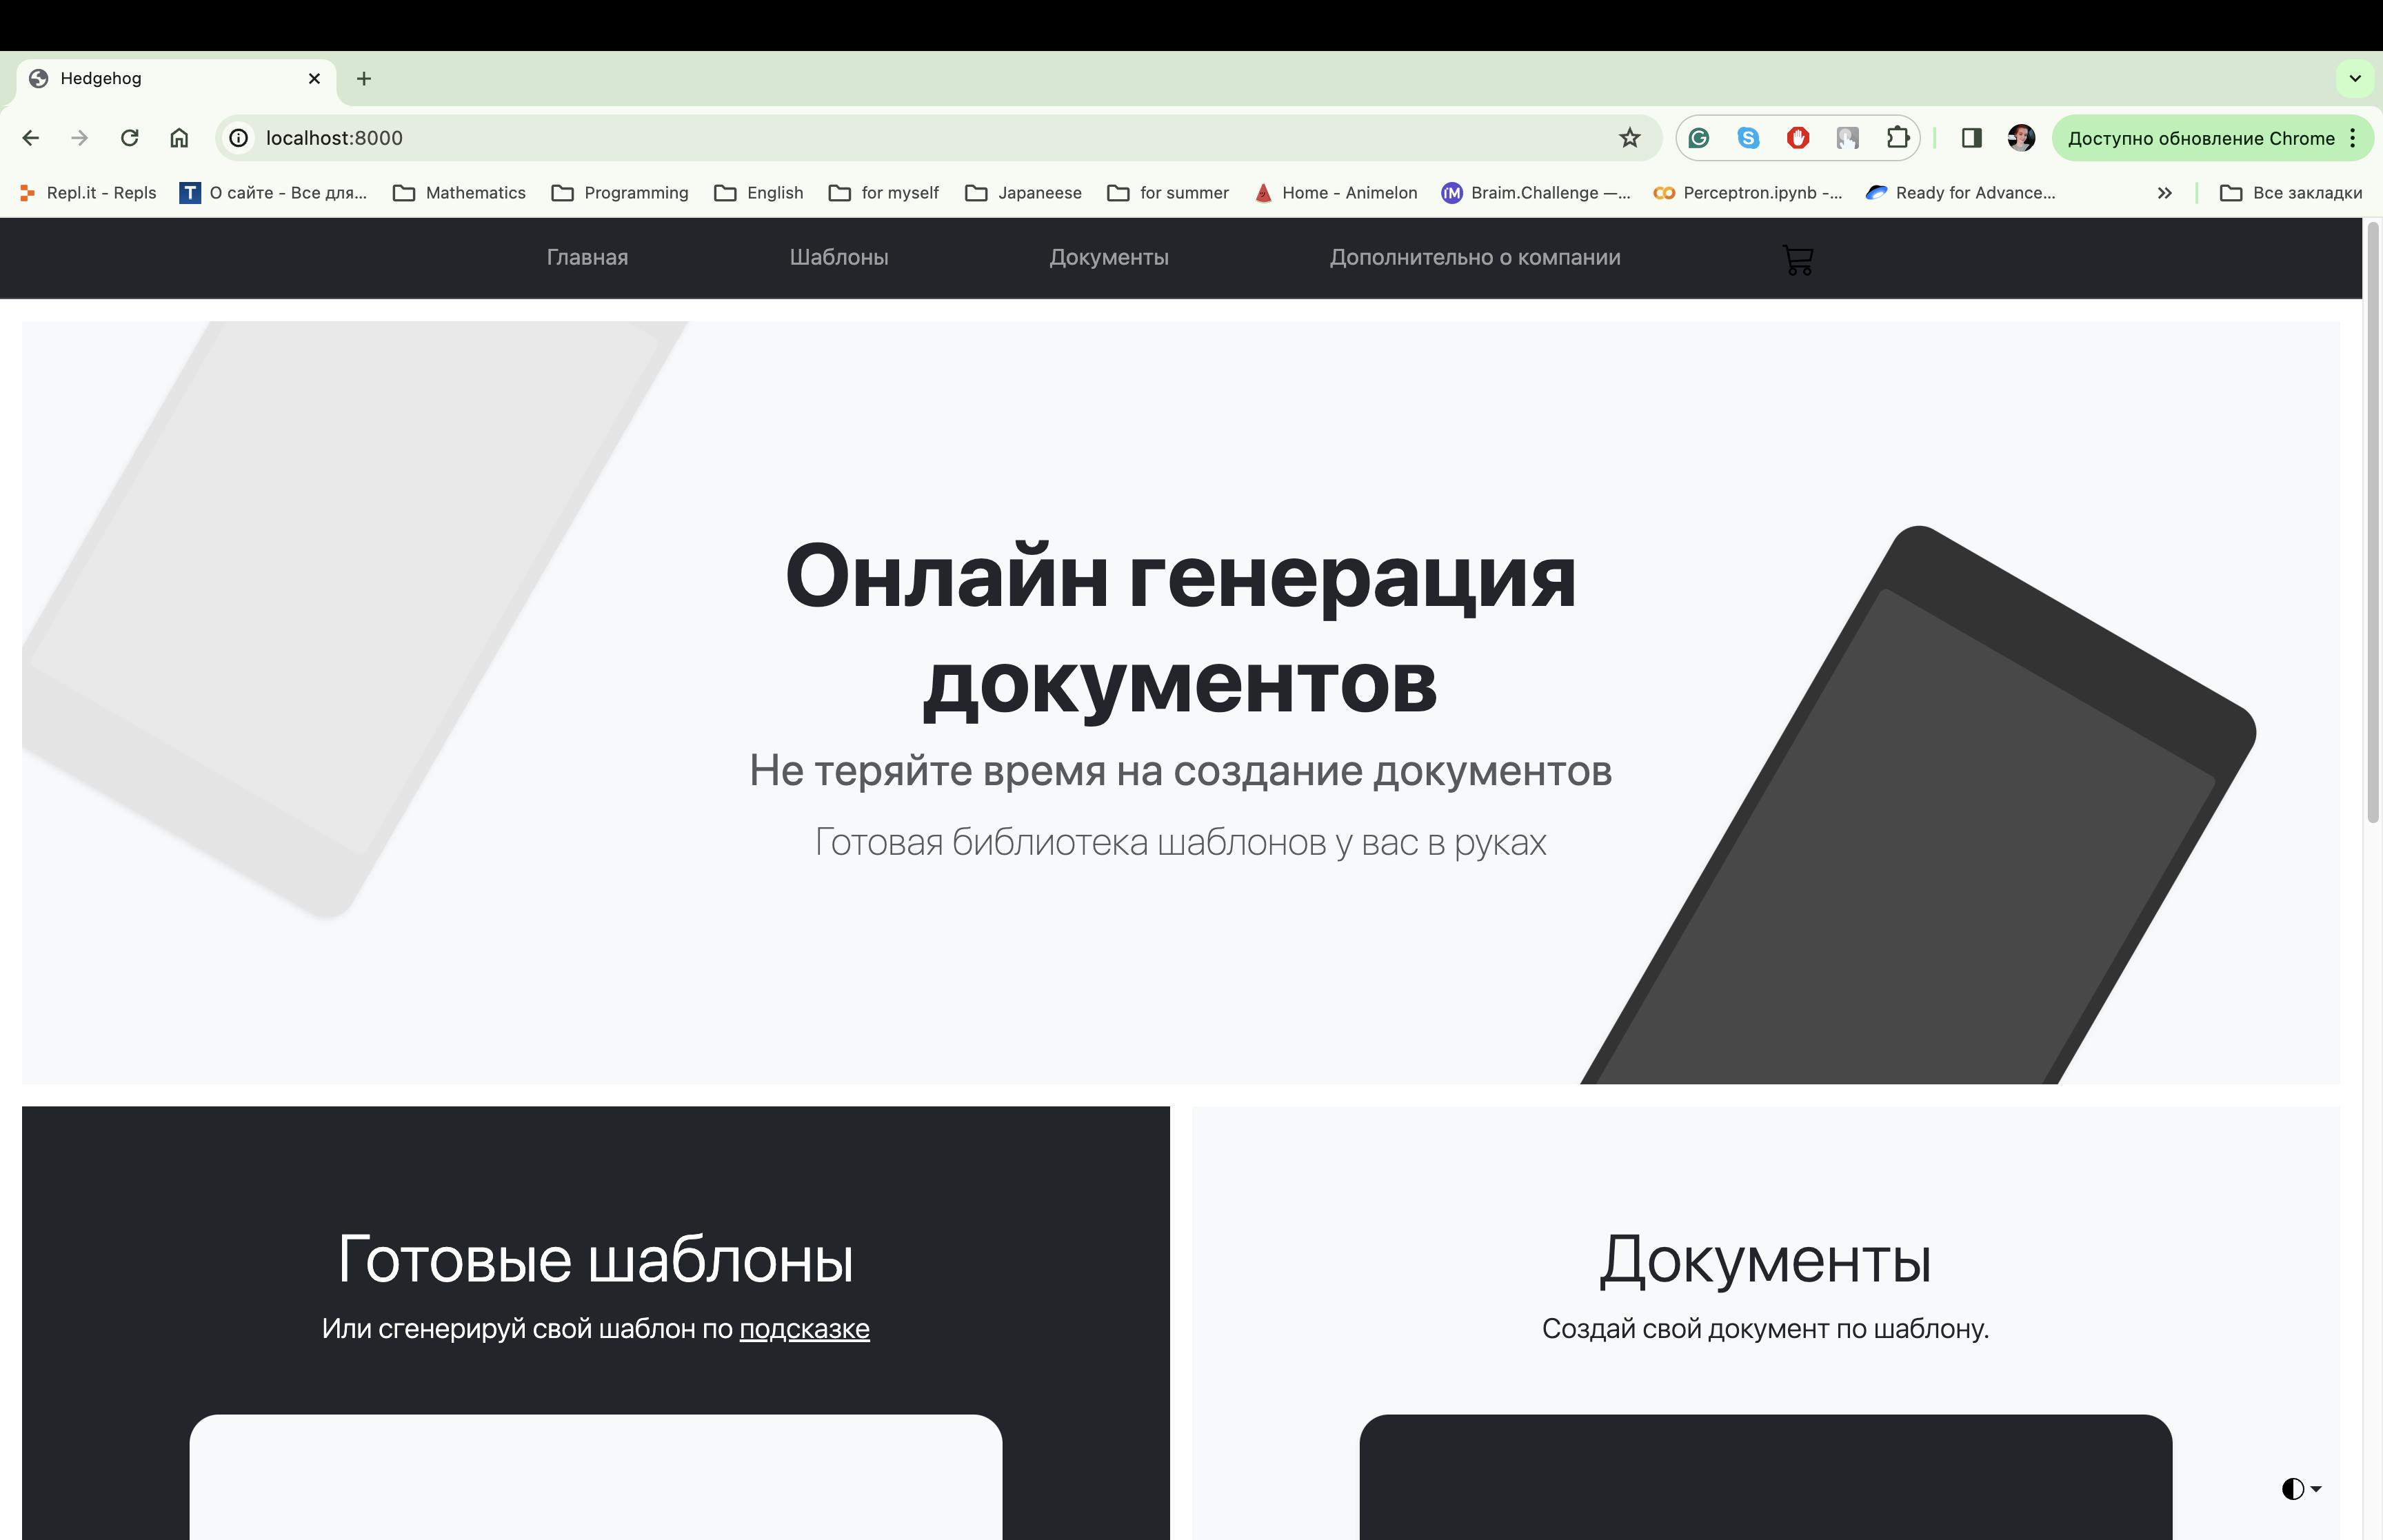 Hedgehog
localhost:8000
Доступно обновление Chrome
Repl.it - Repls
T О сайте - Все для...
Mathematics
Programming
English
for myself
Japaneese
for summer
Home - Animelon
Braim.Challenge —...
Perceptron.ipynb -...
Ready for Advance...
Все закладки
Главная
Шаблоны
Документы
Дополнительно о компании
Онлайн генерация
документов
Не теряйте время на создание документов
Готовая библиотека шаблонов у вас в руках
Готовые шаблоны
Или сгенерируй свой шаблон по подсказке
Документы
Создай свой документ по шаблону.